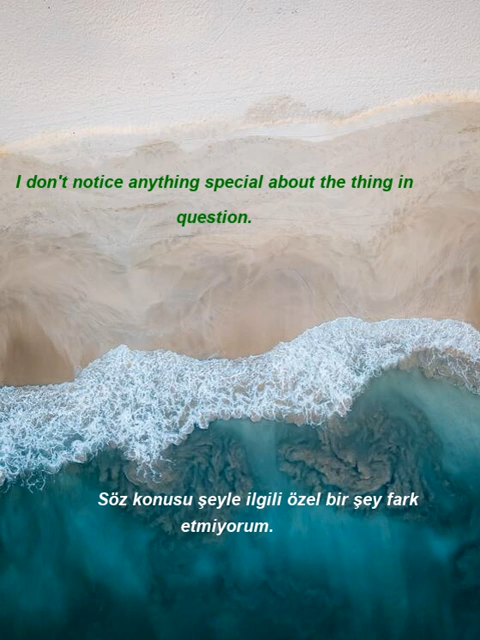 I don't notice anything special about the thing in
question.
Söz konusu şeyle ilgili özel bir şey fark
etmiyorum.